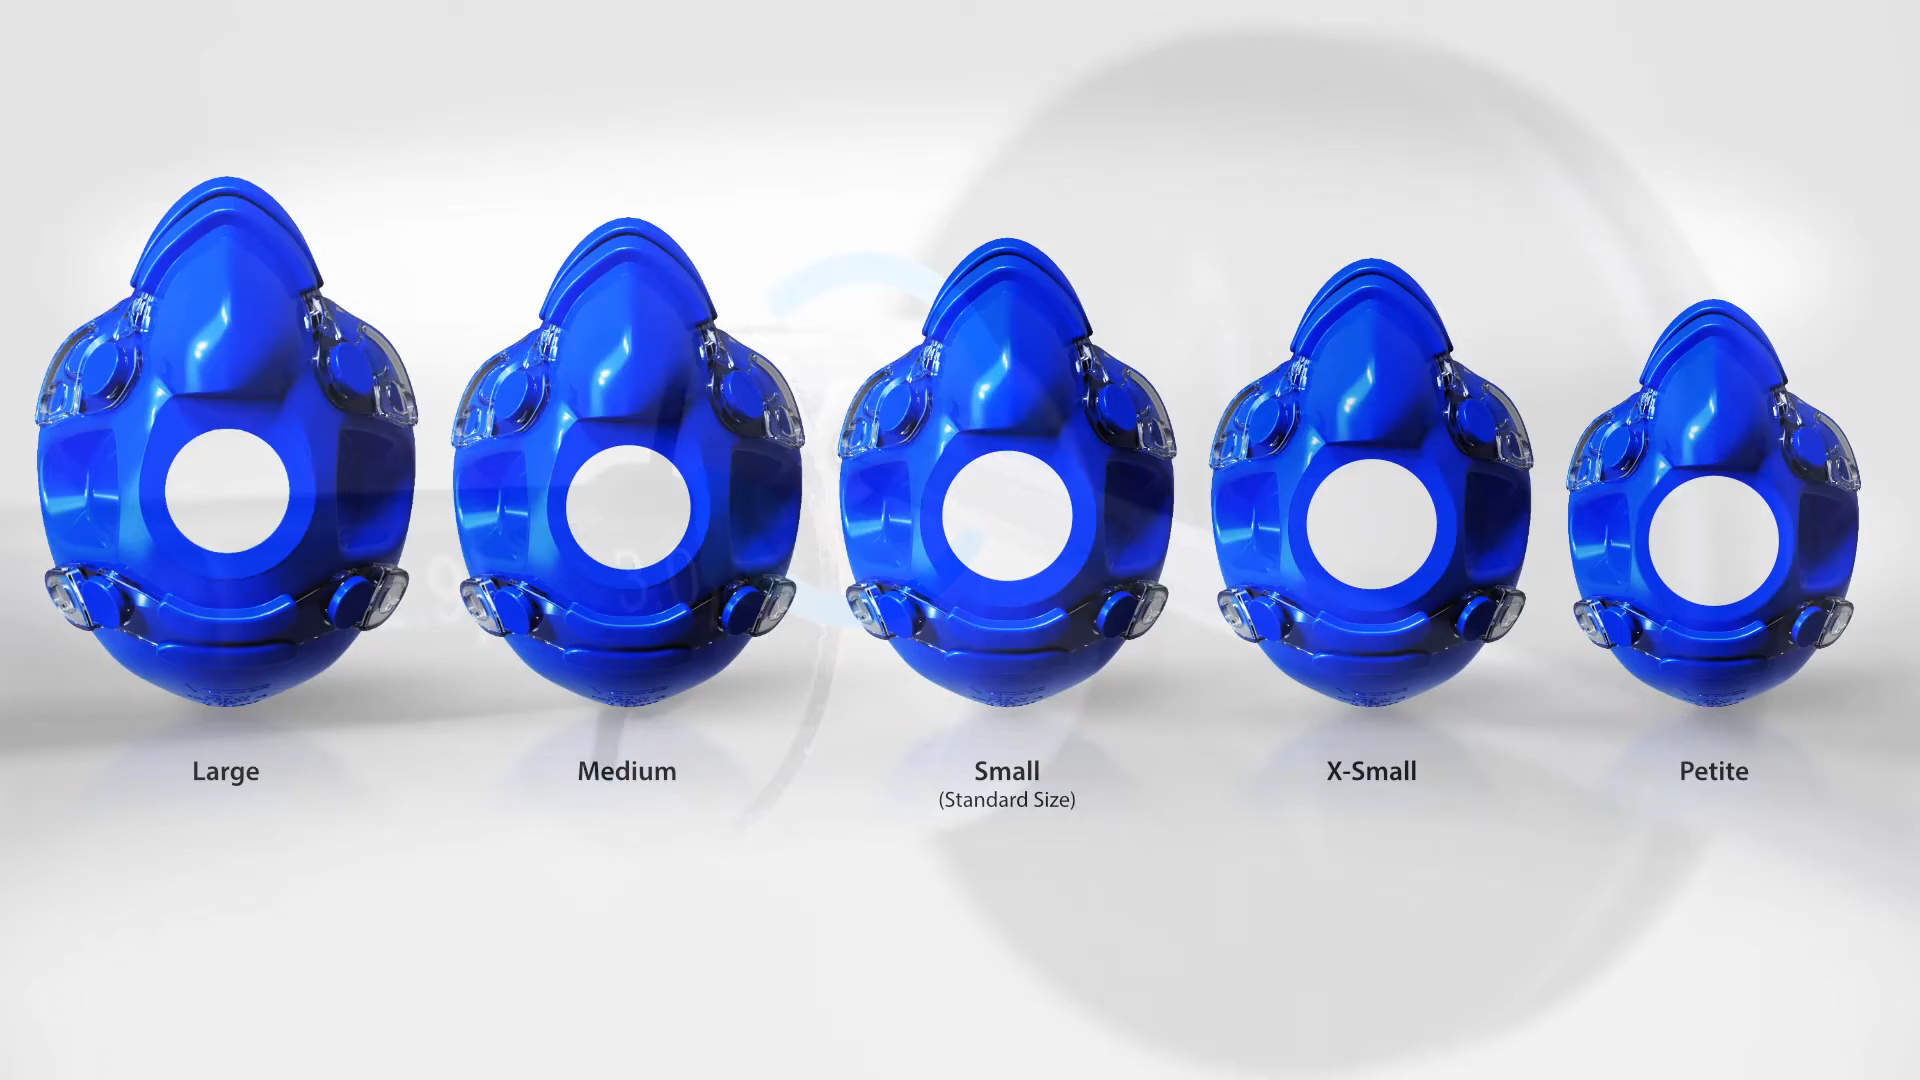 Large
Medium
Small
(Standard Size)
X-Small
Petite